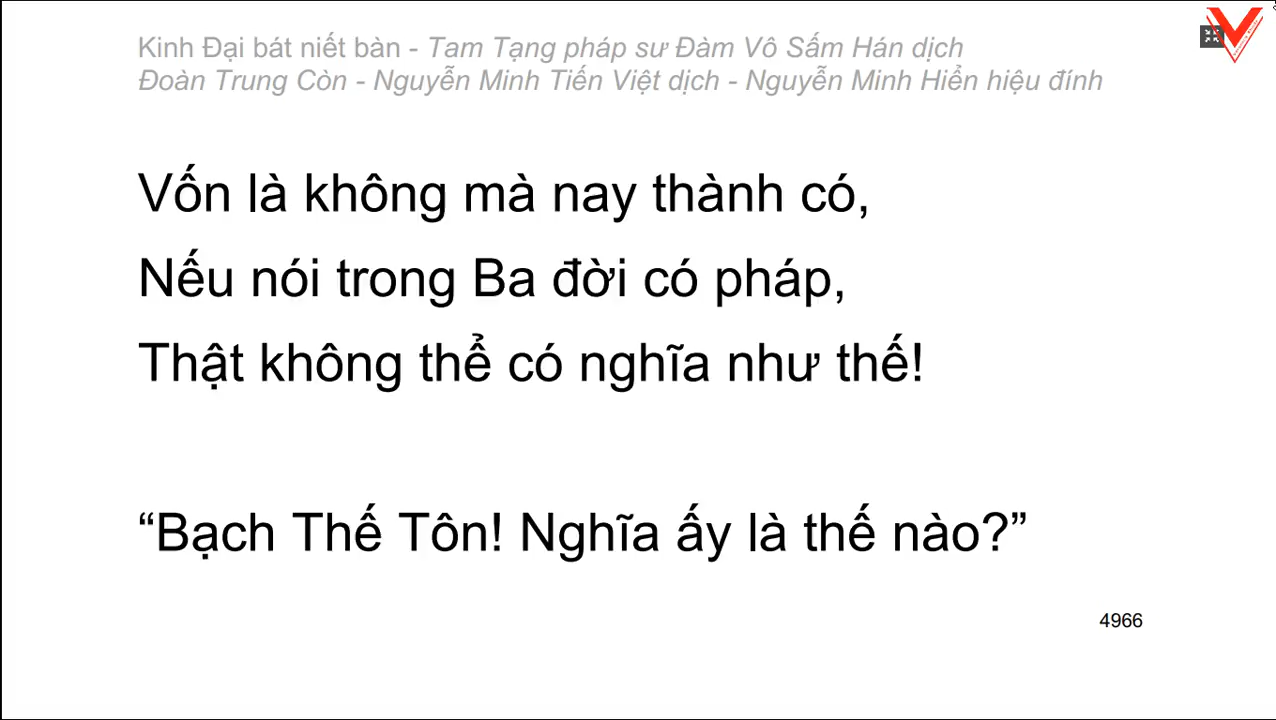 Kinh Đại bát niết bàn - Tam Tạng pháp sư Đàm Vô Sấm Hán dịch
Đoàn Trung Còn - Nguyễn Minh Tiến Việt dịch - Nguyễn Minh Hiển hiệu đính
Vốn là không mà nay thành có,
Nếu nói trong Ba đời có pháp,
Thật không thể có nghĩa như thế!
“Bạch Thế Tôn! Nghĩa ấy là thế nào?”
4966